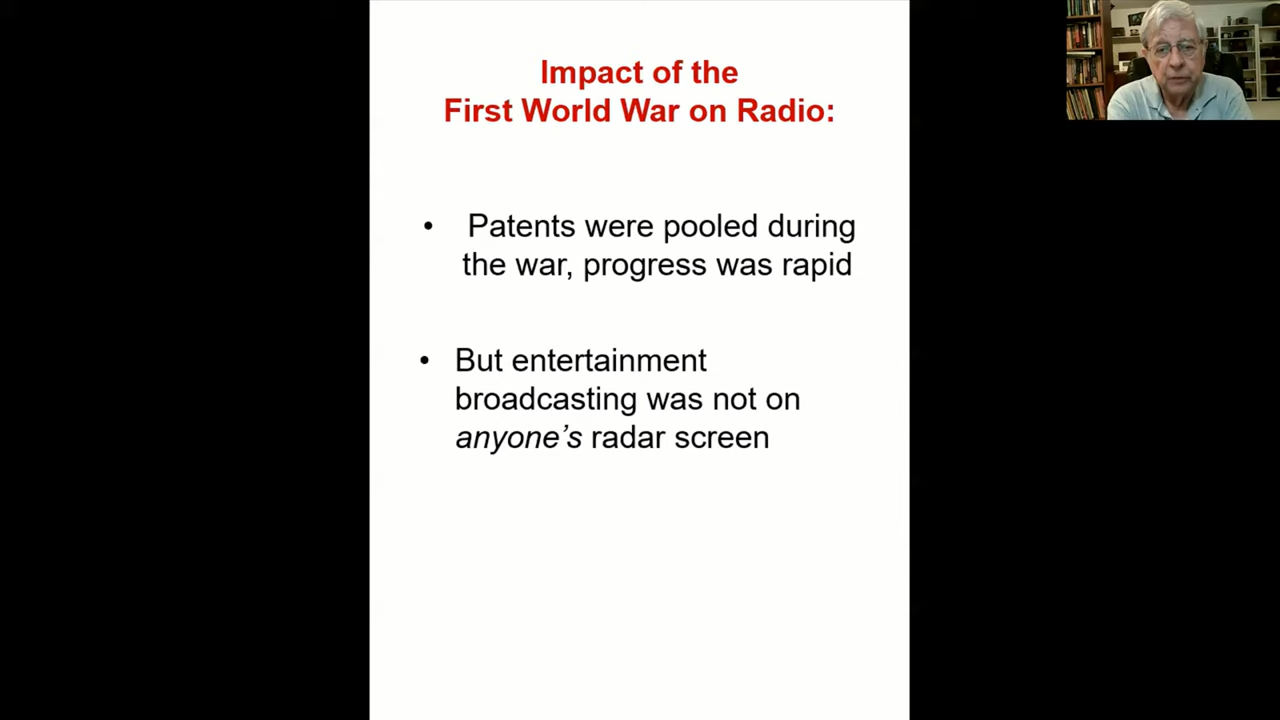 Impact of the
First World War on Radio:
• Patents were pooled during
the war, progress was rapid
• But entertainment
broadcasting was not on
anyone’s radar screen